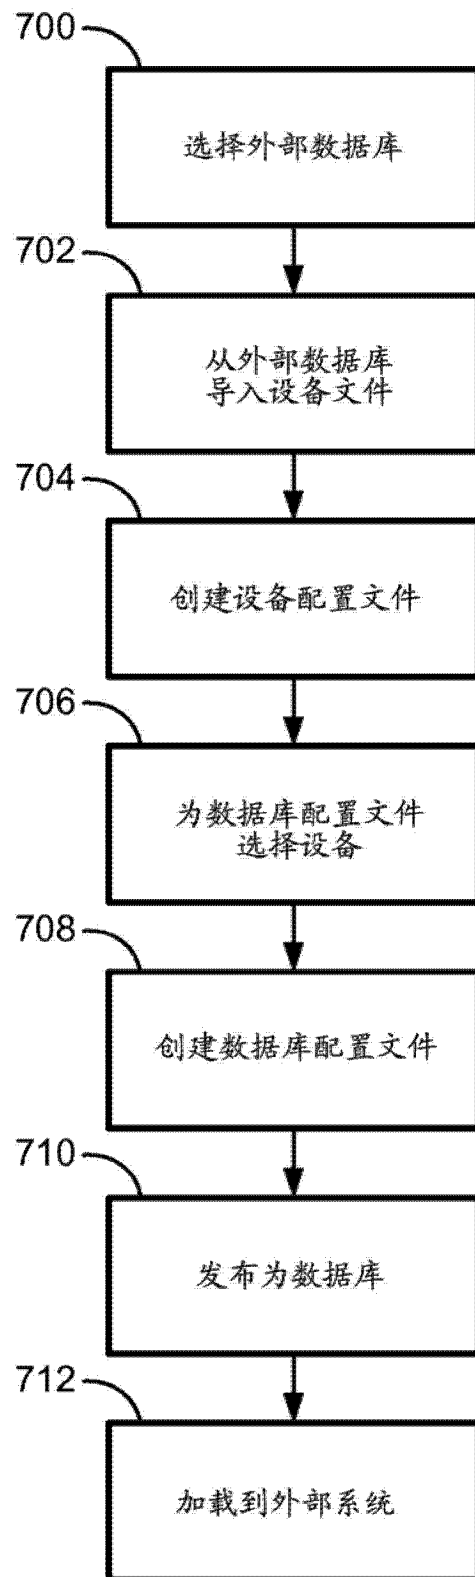 700
选择外部数据库
702
从外部数据库
导入设备文件
704
创建设备配置文件
706
为数据库配置文件
选择设备
708
创建数据库配置文件
710
发布为数据库
712
加载到外部系统